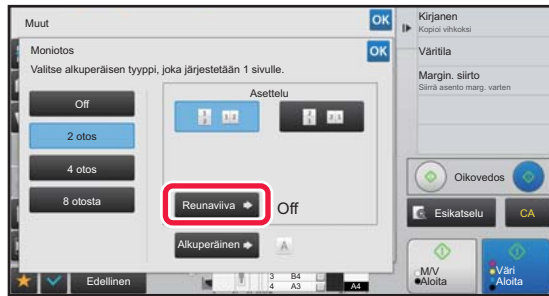 Muut
OK
Moniotos
OK
Valitse alkuperäisen tyyppi, joka järjestetään 1 sivulle.
Off
2 otos
4 otos
8 otosta
Asettelu
Reunaviiva
Off
Alkuperäinen
A
Edellinen
3 B4
4 A3
A4
Kirjanen
Kopioi vihkoksi
Väritila
Margin. siirto
Siirrä asento marg. varten
Oikovedos
Esikatselu
CA
M/V
Aloita
Väri
Aloita